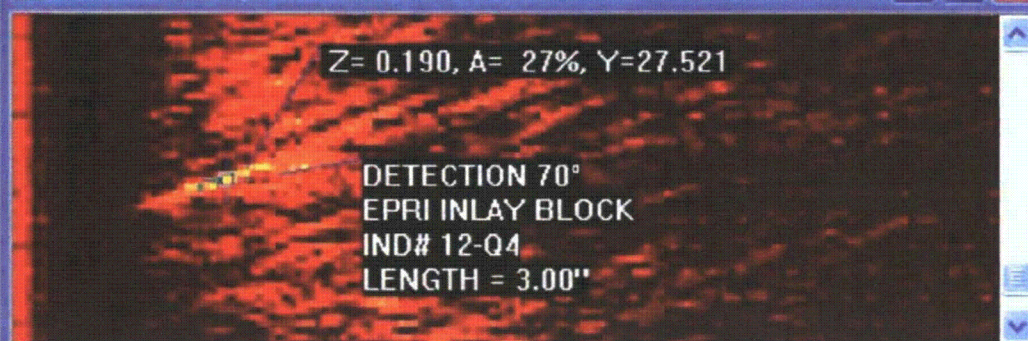 Z= 0.190, A= 27%, Y=27.521
DETECTION 70°
EPRI INLAY BLOCK
IND# 12-Q4
LENGTH = 3.00"